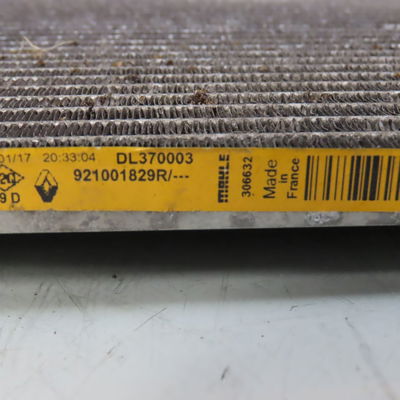 01/17 20:33:04 DL370003
921001829R/---
9 D
MAHLE
306632
Made
in
France